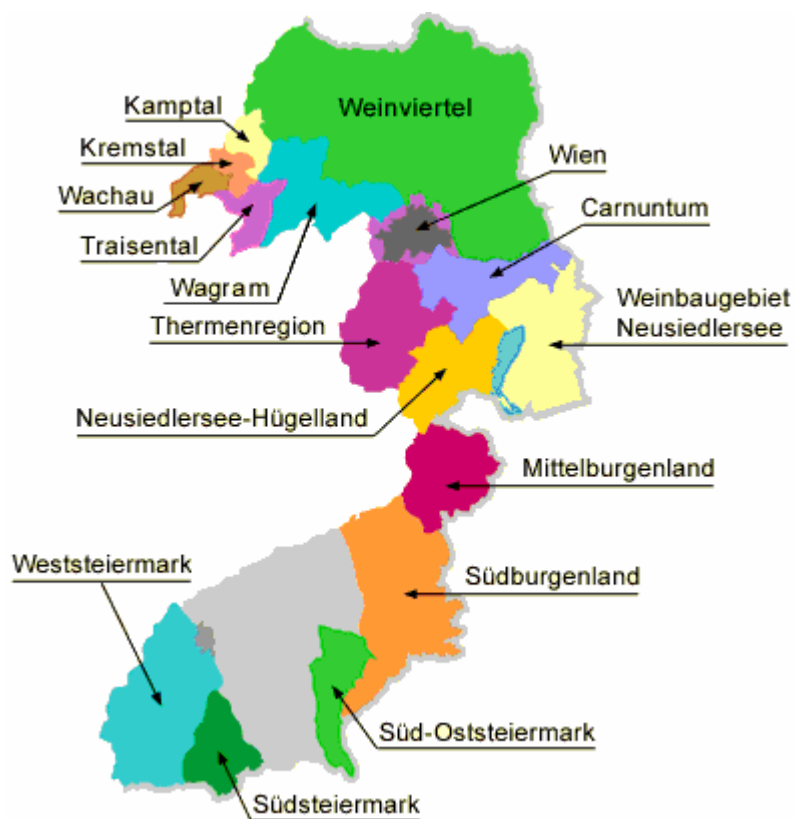 Kamptal
Weinviertel
Kremstal
Wien
Wachau
Carnuntum
Traisental
Wagram
Weinbaugebiet
Neusiedlersee
Thermenregion
Neusiedlersee-Hügelland
Mittelburgenland
Weststeiermark
Südburgenland
Süd-Oststeiermark
Südsteiermark